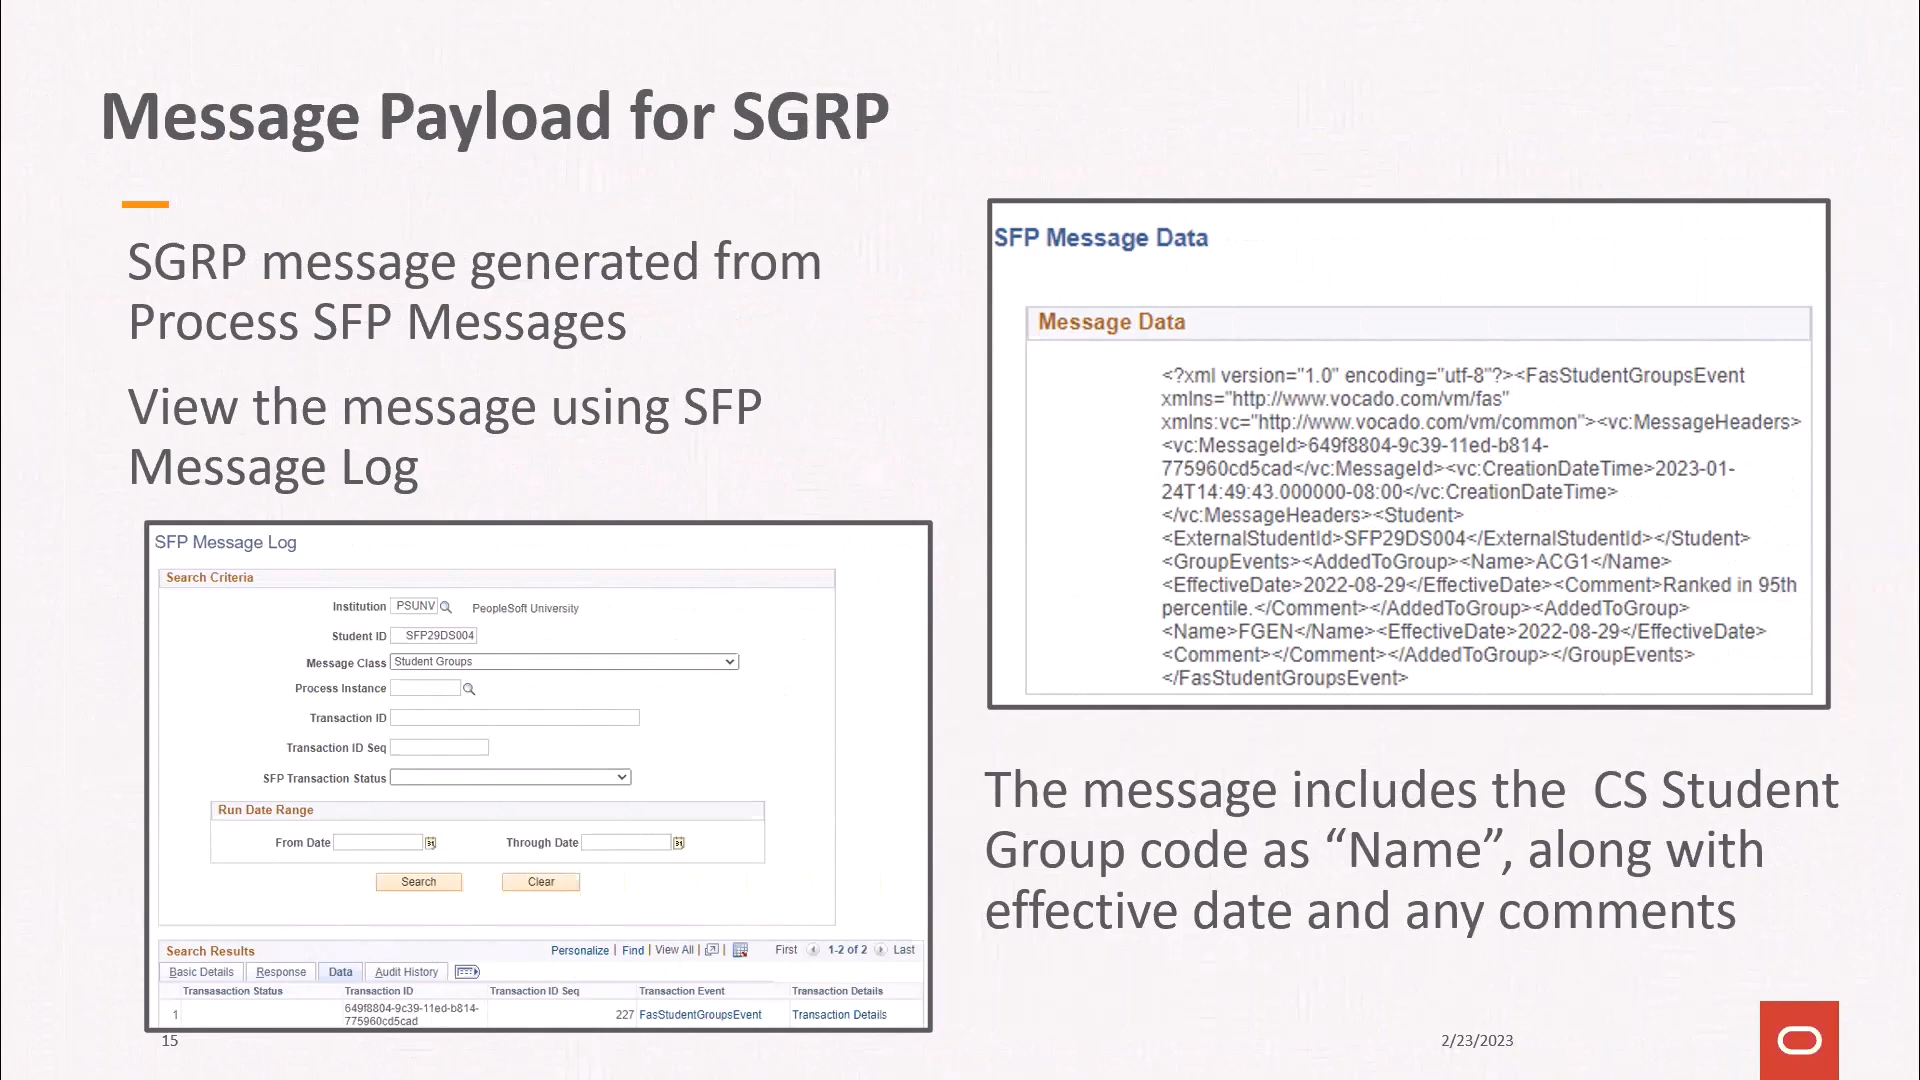 Message Payload for SGRP
SGRP message generated from
Process SFP Messages
View the message using SFP
Message Log
SFP Message Log
Search Criteria
Institution PSUNV PeopleSoft University
Student ID SFP29DS004
Message Class Student Groups
Process Instance
Transaction ID
Transaction ID Seq
SFP Transaction Status
Run Date Range
From Date Through Date
Search Clear
Search Results Personalize | Find | View All | First 1-2 of 2 Last
Basic Details Response Data Audit History
Transasaction Status Transaction ID Transaction ID Seq Transaction Event Transaction Details
1 649f8804-9c39-11ed-b814-
775960cd5cad 227 FasStudentGroupsEvent Transaction Details
SFP Message Data
Message Data
<?xml version="1.0" encoding="utf-8"?><FasStudentGroupsEvent
xmlns="http://www.vocado.com/vm/fas"
xmlns:vc="http://www.vocado.com/vm/common"><vc:MessageHeaders>
<vc:MessageId>649f8804-9c39-11ed-b814-
775960cd5cad</vc:MessageId><vc:CreationDateTime>2023-01-
24T14:49:43.000000-08:00</vc:CreationDateTime>
</vc:MessageHeaders><Student>
<ExternalStudentId>SFP29DS004</ExternalStudentId></Student>
<GroupEvents><AddedToGroup><Name>ACG1</Name>
<EffectiveDate>2022-08-29</EffectiveDate><Comment>Ranked in 95th
percentile.</Comment></AddedToGroup><AddedToGroup>
<Name>FGEN</Name><EffectiveDate>2022-08-29</EffectiveDate>
<Comment></Comment></AddedToGroup></GroupEvents>
</FasStudentGroupsEvent>
The message includes the CS Student
Group code as “Name”, along with
effective date and any comments
15
2/23/2023